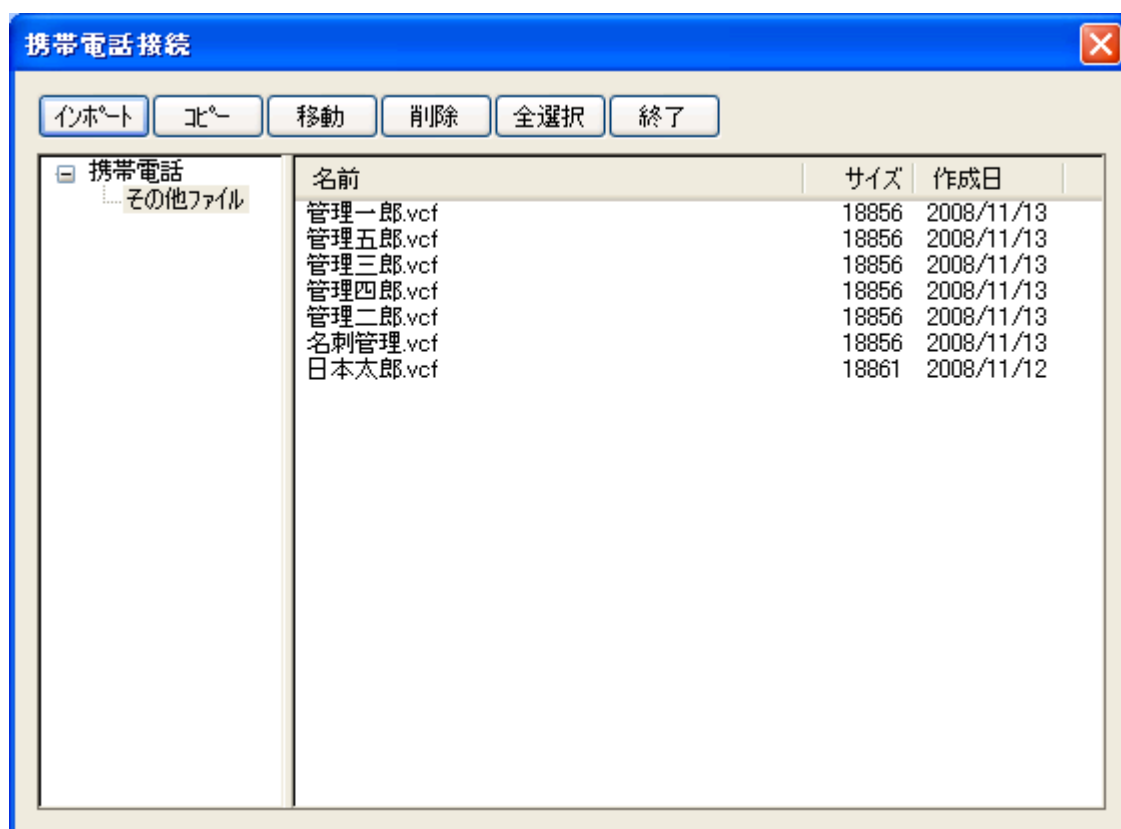 携帯電話接続
インポート コピー 移動 削除 全選択 終了
携帯電話
その他ファイル
名前 サイズ 作成日
管理一郎.vcf 18856 2008/11/13
管理五郎.vcf 18856 2008/11/13
管理三郎.vcf 18856 2008/11/13
管理四郎.vcf 18856 2008/11/13
管理二郎.vcf 18856 2008/11/13
名刺管理.vcf 18856 2008/11/13
日本太郎.vcf 18861 2008/11/12